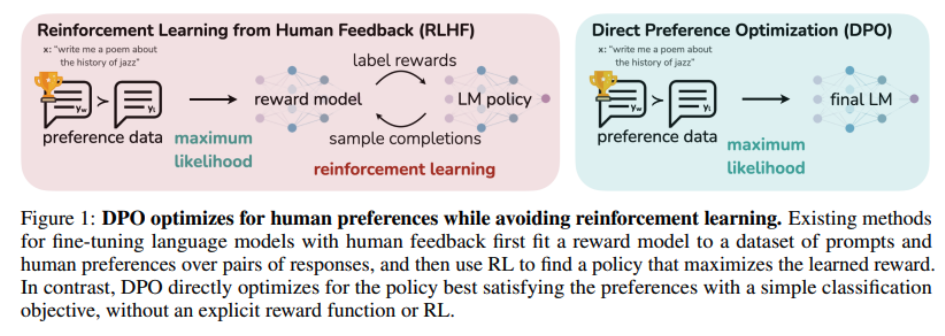 Reinforcement Learning from Human Feedback (RLHF)
x: "write me a poem about
the history of jazz"
label rewards
yw
>
yl
reward model
LM policy
preference data
maximum
likelihood
sample completions
reinforcement learning
Direct Preference Optimization (DPO)
x: "write me a poem about
the history of jazz"
yw
>
yl
final LM
preference data
maximum
likelihood
Figure 1: DPO optimizes for human preferences while avoiding reinforcement learning. Existing methods
for fine-tuning language models with human feedback first fit a reward model to a dataset of prompts and
human preferences over pairs of responses, and then use RL to find a policy that maximizes the learned reward.
In contrast, DPO directly optimizes for the policy best satisfying the preferences with a simple classification
objective, without an explicit reward function or RL.